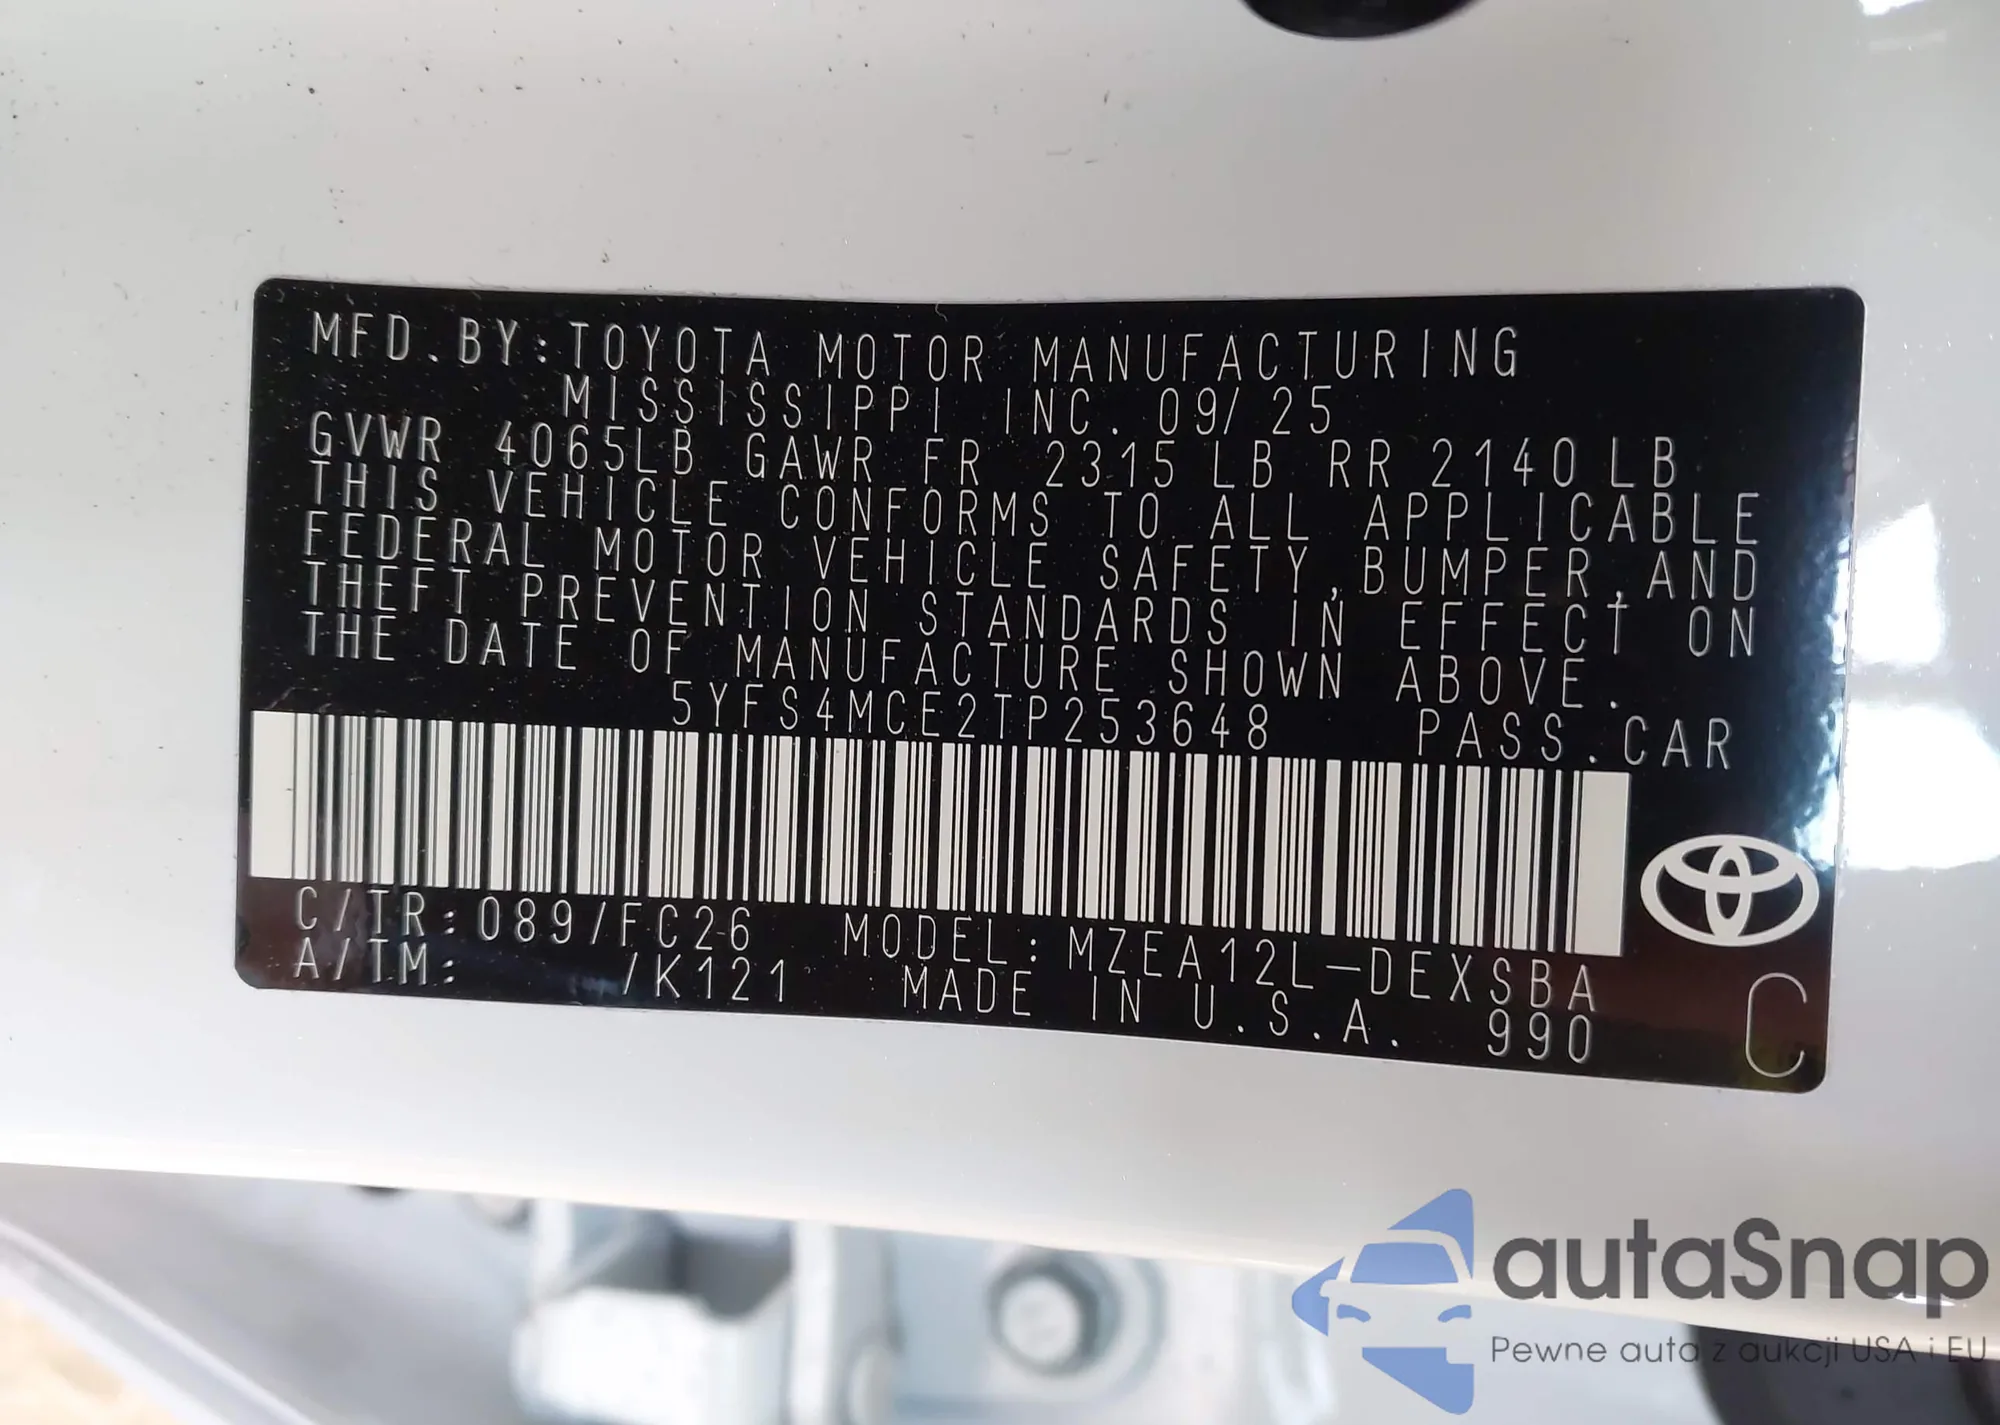 MFD.BY:TOYOTA MOTOR MANUFACTURING
MISSISSIPPI INC. 09/25
GVWR 4065LB GAWR FR 2315LB RR 2140LB
THIS VEHICLE CONFORMS TO ALL APPLICABLE
FEDERAL MOTOR VEHICLE SAFETY,BUMPER,AND
THEFT PREVENTION STANDARDS IN EFFECT ON
THE DATE OF MANUFACTURE SHOWN ABOVE.
5YFS4MCE2TP253648 PASS.CAR
C/TR:089/FC26 MODEL:MZEA12L-DEXSBA
A/TM: /K121 MADE IN U.S.A. 990
C
autaSnap
Pewne auta z aukcji USA i EU